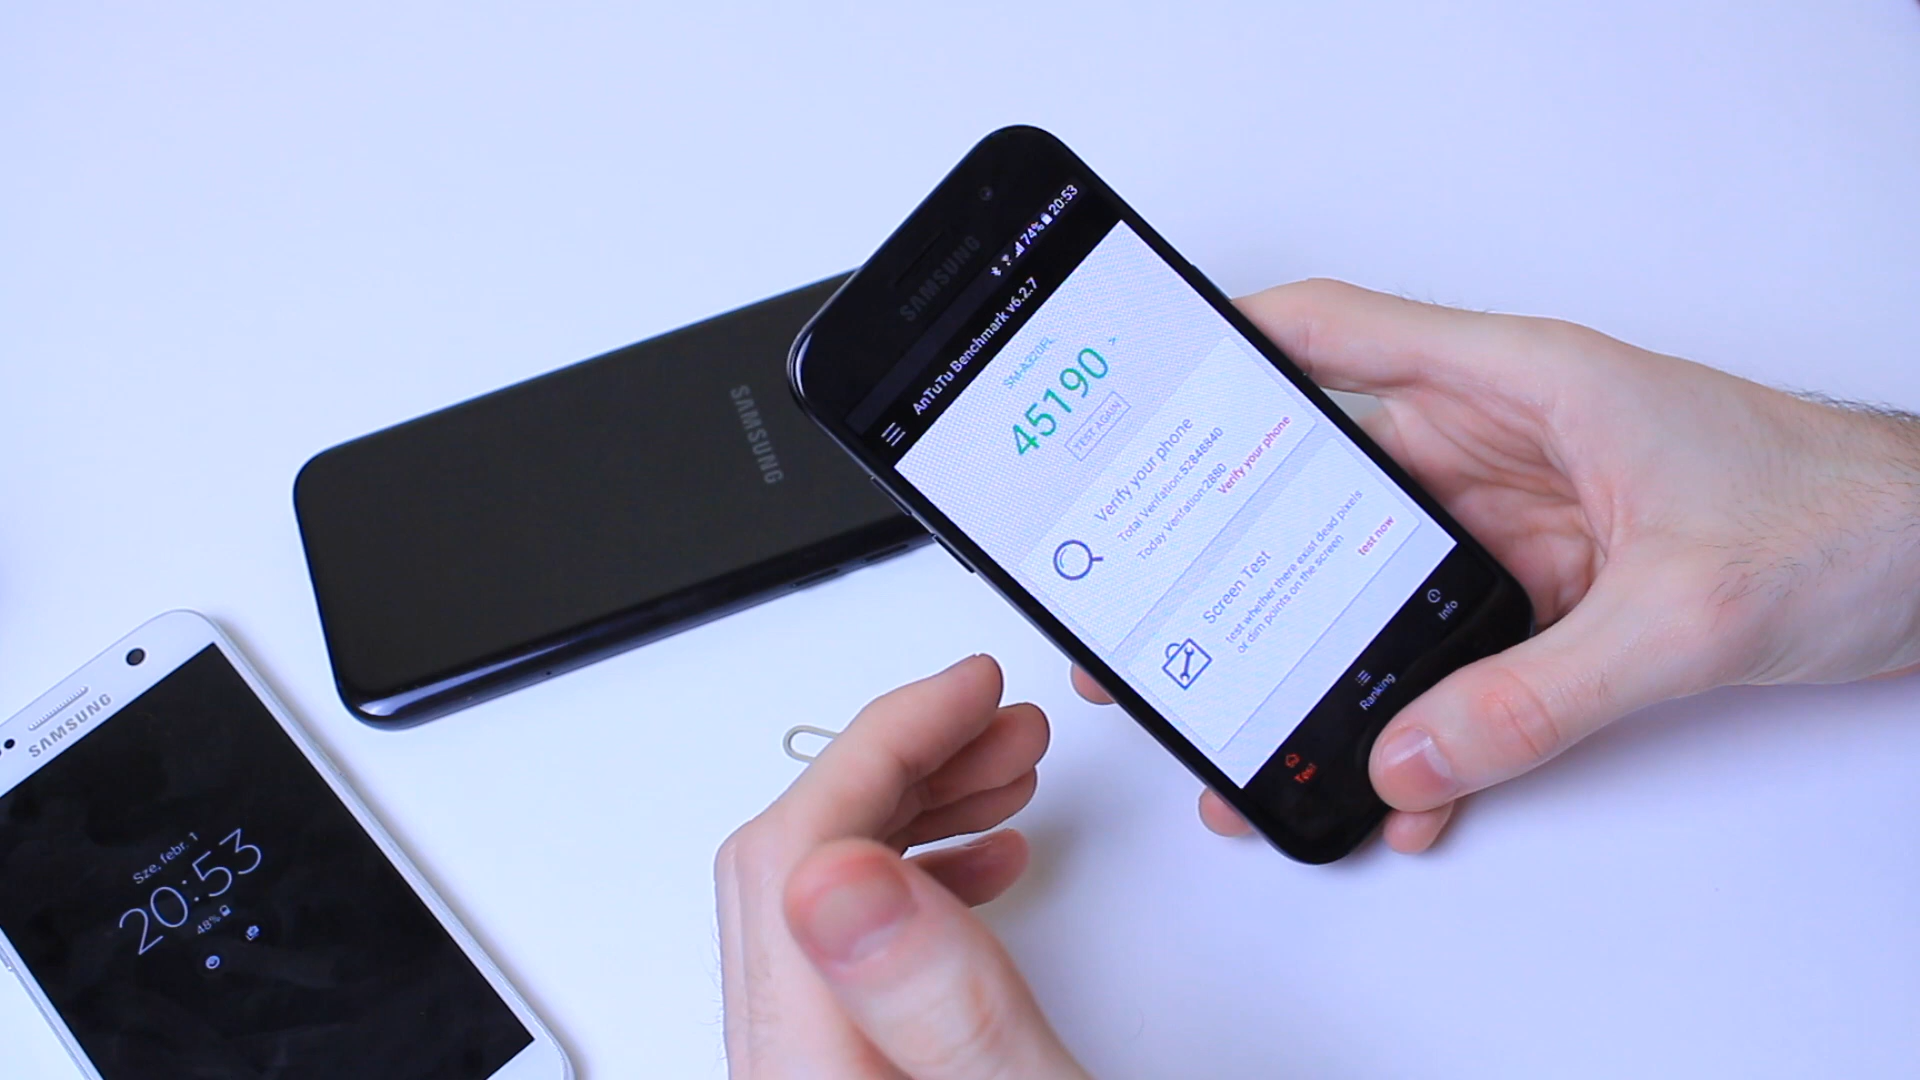 SAMSUNG
74% 20:53
AnTuTu Benchmark v6.2.7
SM-A320FL
45190 >
TEST AGAIN
Verify your phone
Total Verifation:52848840
Today Verifation:2880
Verify your phone
Screen Test
test whether there exist dead pixels
or dim points on the screen
test now
Test
Ranking
Info
SAMSUNG
SAMSUNG
Sze, febr. 1
20:53
48%